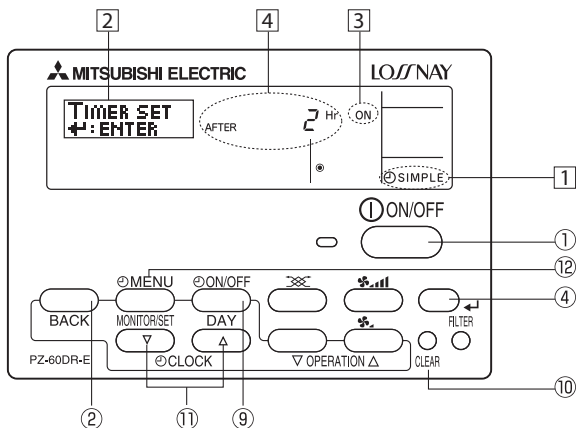 2 4 3
MITSUBISHI ELECTRIC LOSSNAY
TIMER SET
↵: ENTER
AFTER 2 Hr ON
SIMPLE 1
ON/OFF
①
⑫
MENU ON/OFF
④
BACK MONITOR/SET DAY FILTER
▽ △
PZ-60DR-E CLOCK ▽ OPERATION △ CLEAR
② ⑪ ⑨ ⑩